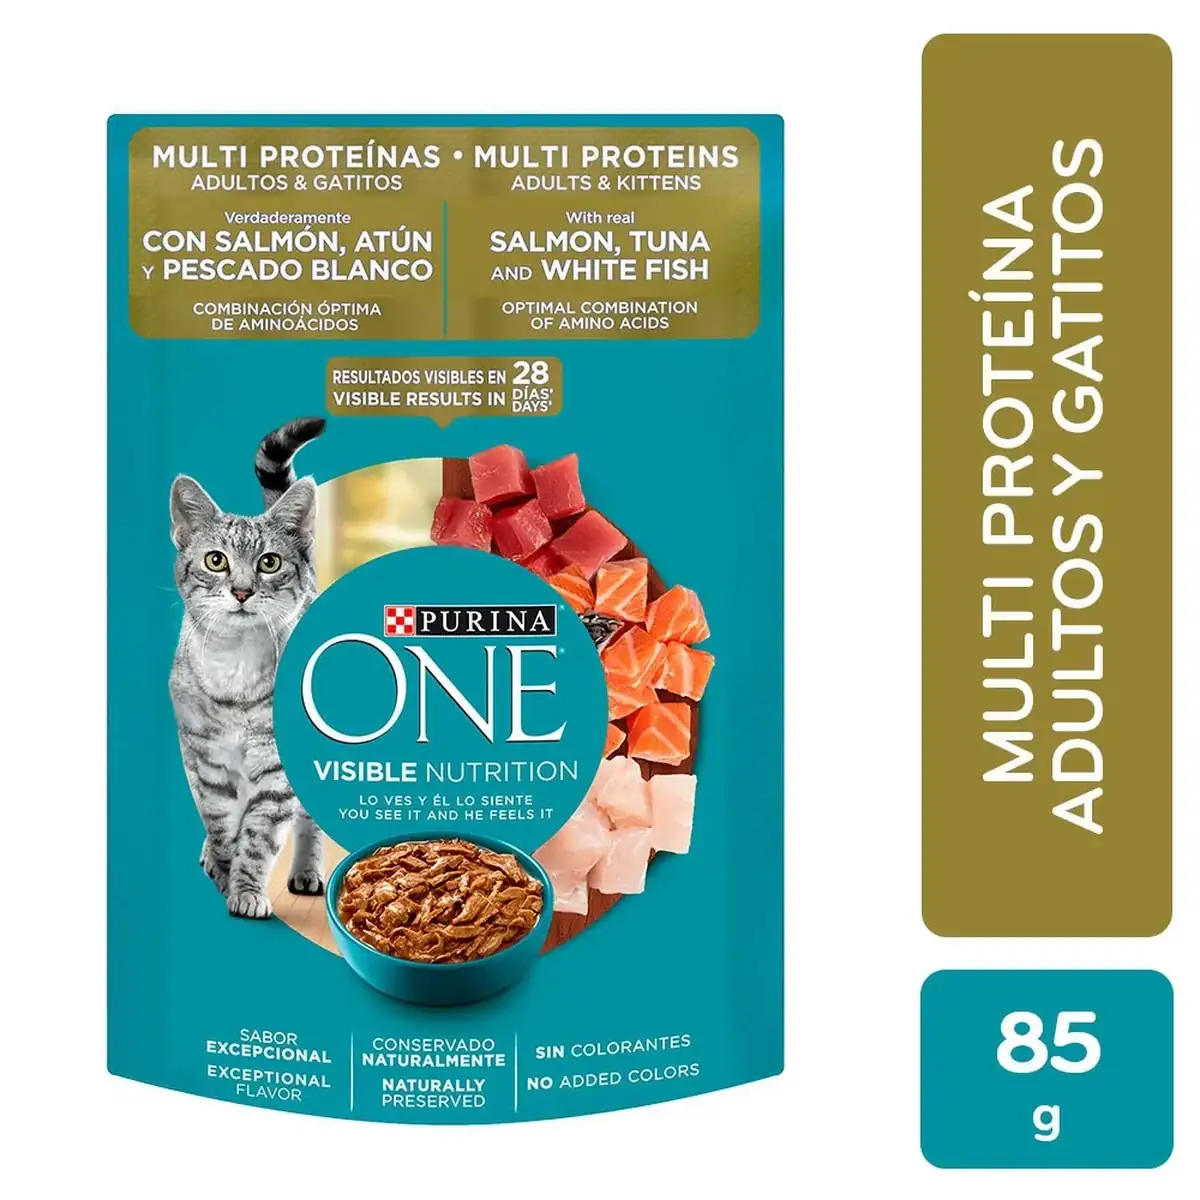 MULTI PROTEÍNAS • MULTI PROTEINS
ADULTOS & GATITOS
ADULTS & KITTENS
Verdaderamente
CON SALMÓN, ATÚN
Y PESCADO BLANCO
COMBINACIÓN ÓPTIMA
DE AMINOÁCIDOS
With real
SALMON, TUNA
AND WHITE FISH
OPTIMAL COMBINATION
OF AMINO ACIDS
RESULTADOS VISIBLES EN 28 DÍAS*
VISIBLE RESULTS IN DAYS*
PURINA
ONE
VISIBLE NUTRITION
LO VES Y ÉL LO SIENTE
YOU SEE IT AND HE FEELS IT
SABOR
EXCEPCIONAL
EXCEPTIONAL
FLAVOR
CONSERVADO
NATURALMENTE
NATURALLY
PRESERVED
SIN COLORANTES
NO ADDED COLORS
MULTI PROTEÍNA
ADULTOS Y GATITOS
85
g